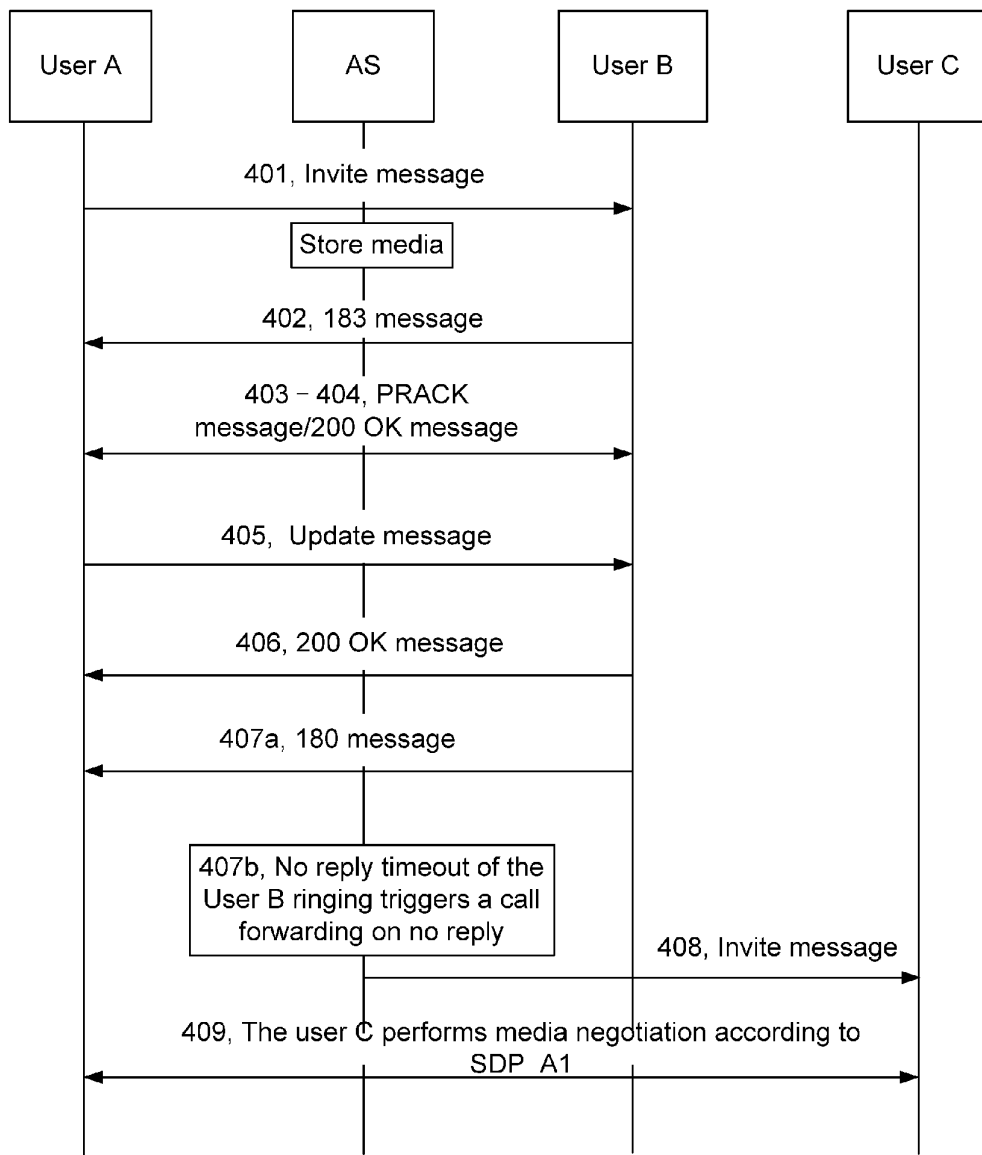 User A
AS
User B
User C
401, Invite message
Store media
402, 183 message
403 – 404, PRACK
message/200 OK message
405,  Update message
406, 200 OK message
407a, 180 message
407b, No reply timeout of the
User B ringing triggers a call
forwarding on no reply
408, Invite message
409, The user C performs media negotiation according to
SDP_A1